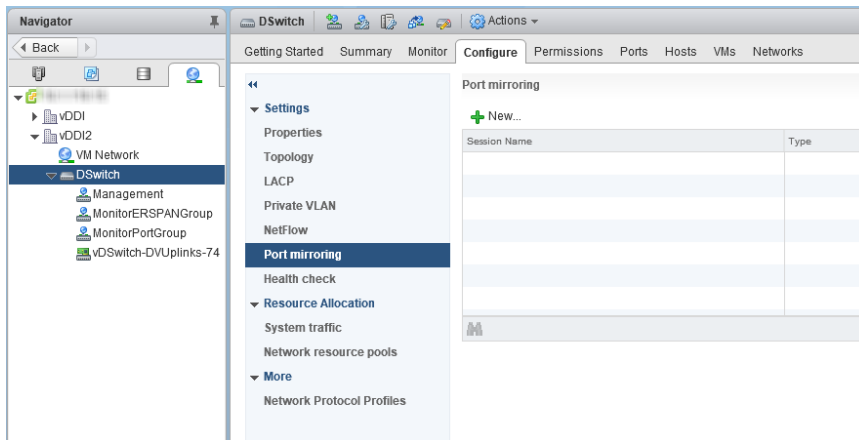 Navigator
Back
vDDI
vDDI2
VM Network
DSwitch
Management
MonitorERSPANGroup
MonitorPortGroup
vDSwitch-DVUplinks-74
DSwitch Actions
Getting Started Summary Monitor Configure Permissions Ports Hosts VMs Networks
Settings
Properties
Topology
LACP
Private VLAN
NetFlow
Port mirroring
Health check
Resource Allocation
System traffic
Network resource pools
More
Network Protocol Profiles
Port mirroring
New...
Session Name Type